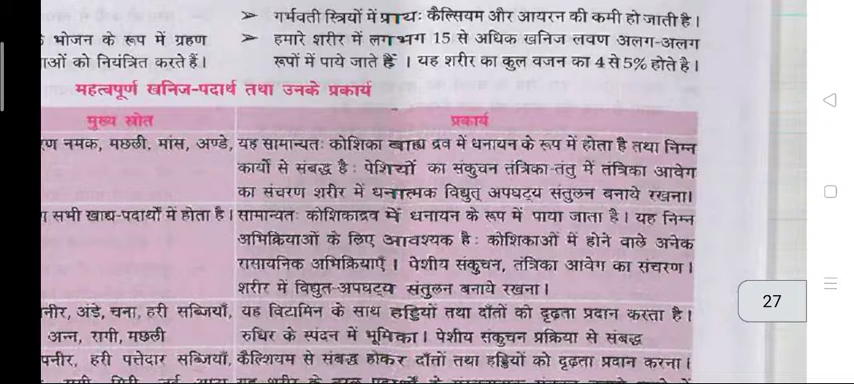 ➢ गर्भवती स्त्रियों में प्रायः कैल्सियम और आयरन की कमी हो जाती है।
भोजन के रूप में ग्रहण ➢ हमारे शरीर में लगभग 15 से अधिक खनिज लवण अलग-अलग
ओं को नियंत्रित करते हैं। रूपों में पाये जाते हैं । यह शरीर का कुल वजन का 4 से 5% होते है।
महत्वपूर्ण खनिज-पदार्थ तथा उनके प्रकार्य
मुख्य स्रोत प्रकार्य
नमक, मछली. मांस, अण्डे, यह सामान्यतः कोशिका बाह्य द्रव में धनायन के रूप में होता है तथा निम्न
कार्यों से संबद्ध है : पेशियों का संकुचन तंत्रिका-तंतु में तंत्रिका आवेग
का संचरण शरीर में धनात्मक विद्युत् अपघट्य संतुलन बनाये रखना।
सभी खाद्य-पदार्थों में होता है। सामान्यतः कोशिकाद्रव में धनायन के रूप में पाया जाता है। यह निम्न
अभिक्रियाओं के लिए आवश्यक है : कोशिकाओं में होने वाले अनेक
रासायनिक अभिक्रियाएँ । पेशीय संकुचन, तंत्रिका आवेग का संचरण।
शरीर में विद्युत-अपघट्य संतुलन बनाये रखना।
27
नीर, अंडे, चना, हरी सब्जियाँ, यह विटामिन के साथ हड्डियों तथा दाँतों को दृढ़ता प्रदान करता है।
अन्न, रागी, मछली रुधिर के स्पंदन में भूमिका। पेशीय संकुचन प्रक्रिया से संबद्ध
पनीर, हरी पत्तेदार सब्जियाँ, कैल्शियम से संबद्ध होकर दाँतों तथा हड्डियों को दृढ़ता प्रदान करना।